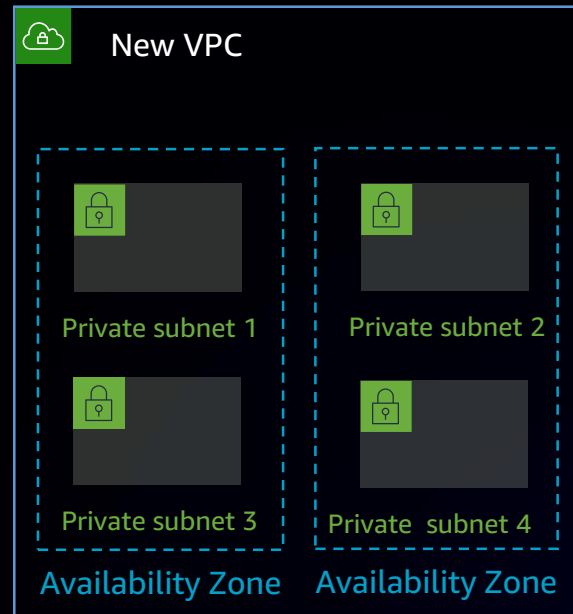 New VPC
Private subnet 1
Private subnet 2
Private subnet 3
Private subnet 4
Availability Zone
Availability Zone